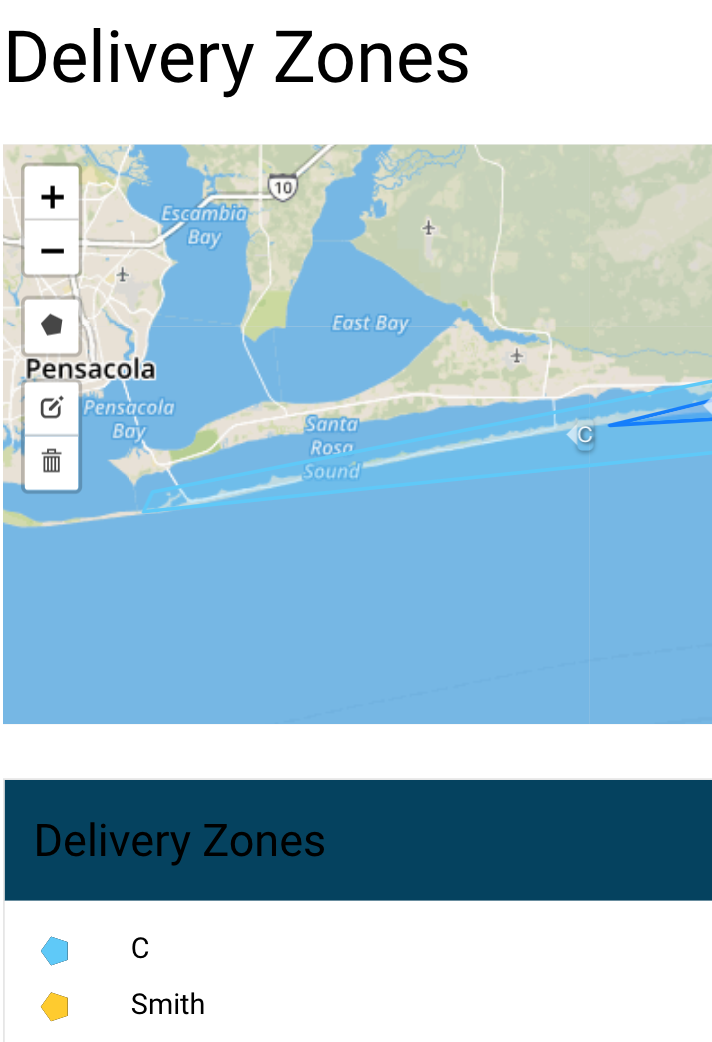 Delivery Zones
+
10
Escambia
Bay
−
East Bay
Pensacola
Pensacola
Bay
Santa
Rosa
Sound
C
Delivery Zones
C
Smith